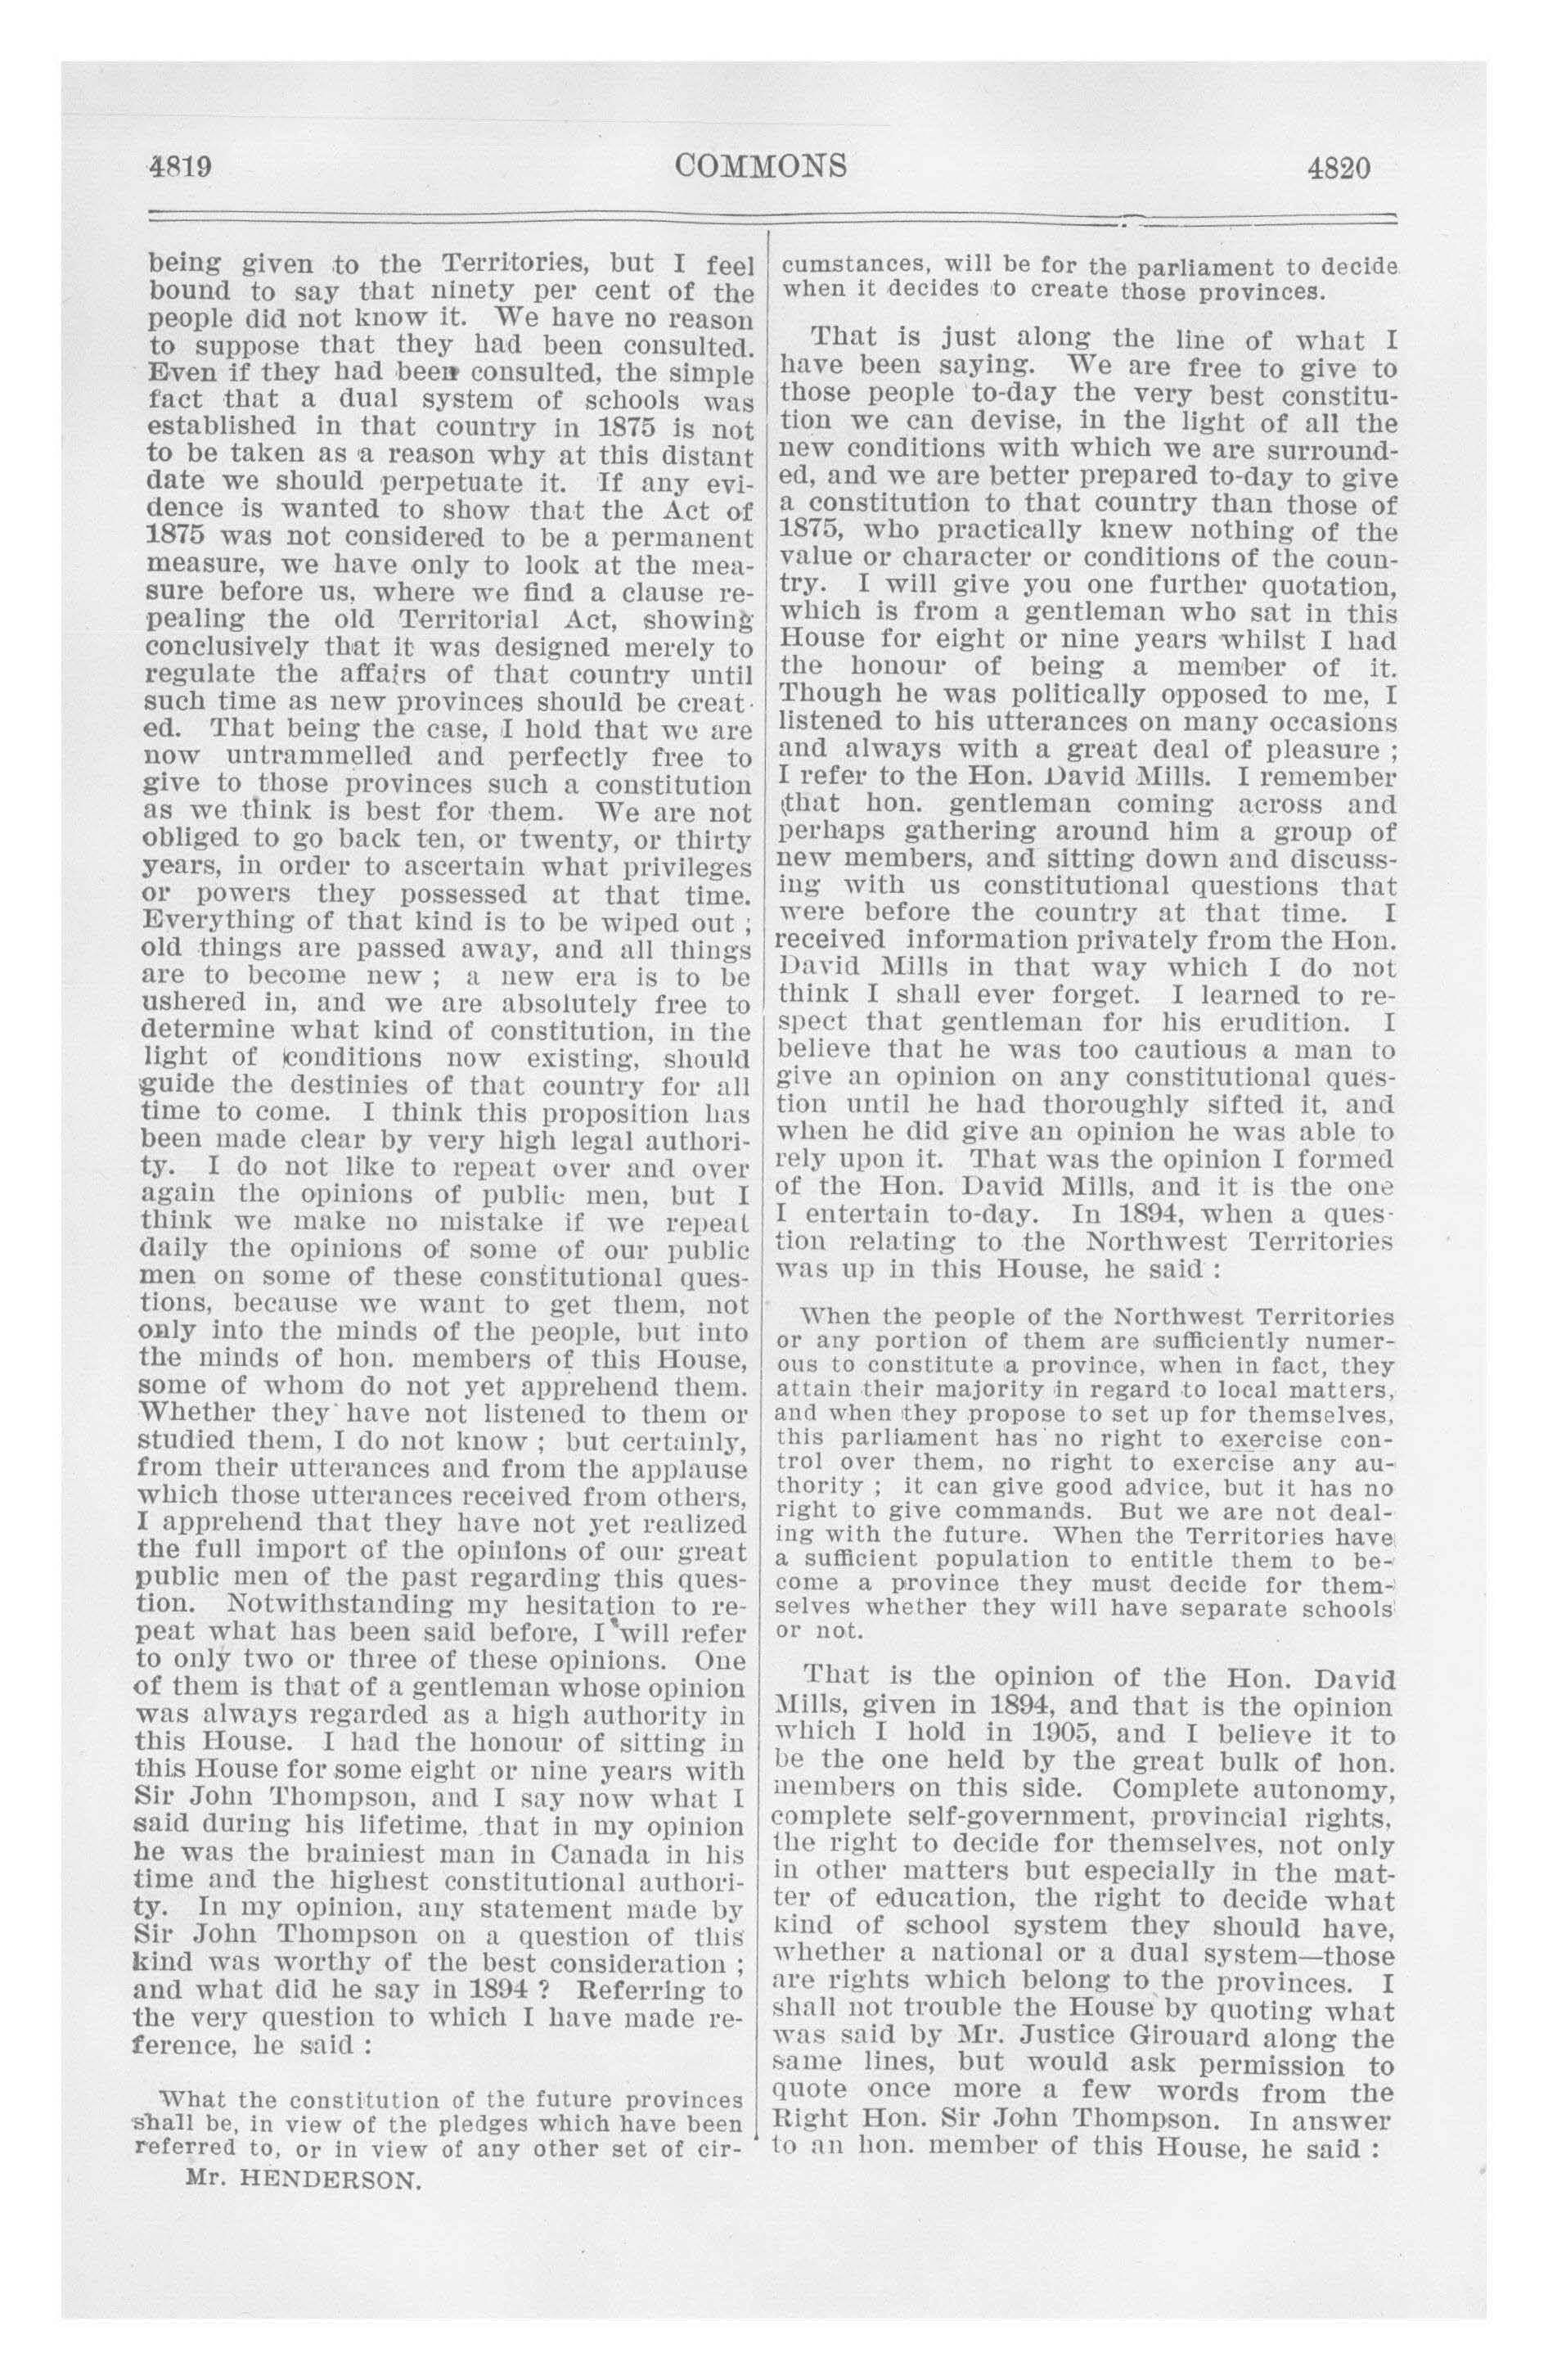 4819 COMMONS 4820
being given to the Territories, but I feel
bound to say that ninety per cent of the
people did not know it. We have no reason
to suppose that they had been consulted.
Even if they had been consulted, the simple
fact that a dual system of schools was
established in that country in 1875 is not
to be taken as a reason why at this distant
date we should perpetuate it. If any evi-
dence is wanted to show that the Act of
1875 was not considered to be a permanent
measure, we have only to look at the mea-
sure before us, where we find a clause re-
pealing the old Territorial Act, showing
conclusively that it was designed merely to
regulate the affairs of that country until
such time as new provinces should be creat-
ed. That being the case, I hold that we are
now untrammelled and perfectly free to
give to those provinces such a constitution
as we think is best for them. We are not
obliged to go back ten, or twenty, or thirty
years, in order to ascertain what privileges
or powers they possessed at that time.
Everything of that kind is to be wiped out ;
old things are passed away, and all things
are to become new ; a new era is to be
ushered in, and we are absolutely free to
determine what kind of constitution, in the
light of conditions now existing, should
guide the destinies of that country for all
time to come. I think this proposition has
been made clear by very high legal authori-
ty. I do not like to repeat over and over
again the opinions of public men, but I
think we make no mistake if we repeat
daily the opinions of some of our public
men on some of these constitutional ques-
tions, because we want to get them, not
only into the minds of the people, but into
the minds of hon. members of this House,
some of whom do not yet apprehend them.
Whether they have not listened to them or
studied them, I do not know ; but certainly,
from their utterances and from the applause
which those utterances received from others,
I apprehend that they have not yet realized
the full import of the opinions of our great
public men of the past regarding this ques-
tion. Notwithstanding my hesitation to re-
peat what has been said before, I will refer
to only two or three of these opinions. One
of them is that of a gentleman whose opinion
was always regarded as a high authority in
this House. I had the honour of sitting in
this House for some eight or nine years with
Sir John Thompson, and I say now what I
said during his lifetime, that in my opinion
he was the brainiest man in Canada in his
time and the highest constitutional authori-
ty. In my opinion, any statement made by
Sir John Thompson on a question of this
kind was worthy of the best consideration ;
and what did he say in 1894 ? Referring to
the very question to which I have made re-
ference, he said :
What the constitution of the future provinces
shall be, in view of the pledges which have been
referred to, or in view of any other set of cir-
Mr. HENDERSON.
cumstances, will be for the parliament to decide
when it decides to create those provinces.
That is just along the line of what I
have been saying. We are free to give to
those people to-day the very best constitu-
tion we can devise, in the light of all the
new conditions with which we are surround-
ed, and we are better prepared to-day to give
a constitution to that country than those of
1875, who practically knew nothing of the
value or character or conditions of the coun-
try. I will give you one further quotation,
which is from a gentleman who sat in this
House for eight or nine years whilst I had
the honour of being a member of it.
Though he was politically opposed to me, I
listened to his utterances on many occasions
and always with a great deal of pleasure ;
I refer to the Hon. David Mills. I remember
that hon. gentleman coming across and
perhaps gathering around him a group of
new members, and sitting down and discuss-
ing with us constitutional questions that
were before the country at that time. I
received information privately from the Hon.
David Mills in that way which I do not
think I shall ever forget. I learned to re-
spect that gentleman for his erudition. I
believe that he was too cautious a man to
give an opinion on any constitutional ques-
tion until he had thoroughly sifted it, and
when he did give an opinion he was able to
rely upon it. That was the opinion I formed
of the Hon. David Mills, and it is the one
I entertain to-day. In 1894, when a ques-
tion relating to the Northwest Territories
was up in this House, he said :
When the people of the Northwest Territories
or any portion of them are sufficiently numer-
ous to constitute a province, when in fact, they
attain their majority in regard to local matters,
and when they propose to set up for themselves,
this parliament has no right to exercise con-
trol over them, no right to exercise any au-
thority ; it can give good advice, but it has no
right to give commands. But we are not deal-
ing with the future. When the Territories have
a sufficient population to entitle them to be-
come a province they must decide for them-
selves whether they will have separate schools
or not.
That is the opinion of the Hon. David
Mills, given in 1894, and that is the opinion
which I hold in 1905, and I believe it to
be the one held by the great bulk of hon.
members on this side. Complete autonomy,
complete self-government, provincial rights,
the right to decide for themselves, not only
in other matters but especially in the mat-
ter of education, the right to decide what
kind of school system they should have,
whether a national or a dual system—those
are rights which belong to the provinces. I
shall not trouble the House by quoting what
was said by Mr. Justice Girouard along the
same lines, but would ask permission to
quote once more a few words from the
Right Hon. Sir John Thompson. In answer
to an hon. member of this House, he said :